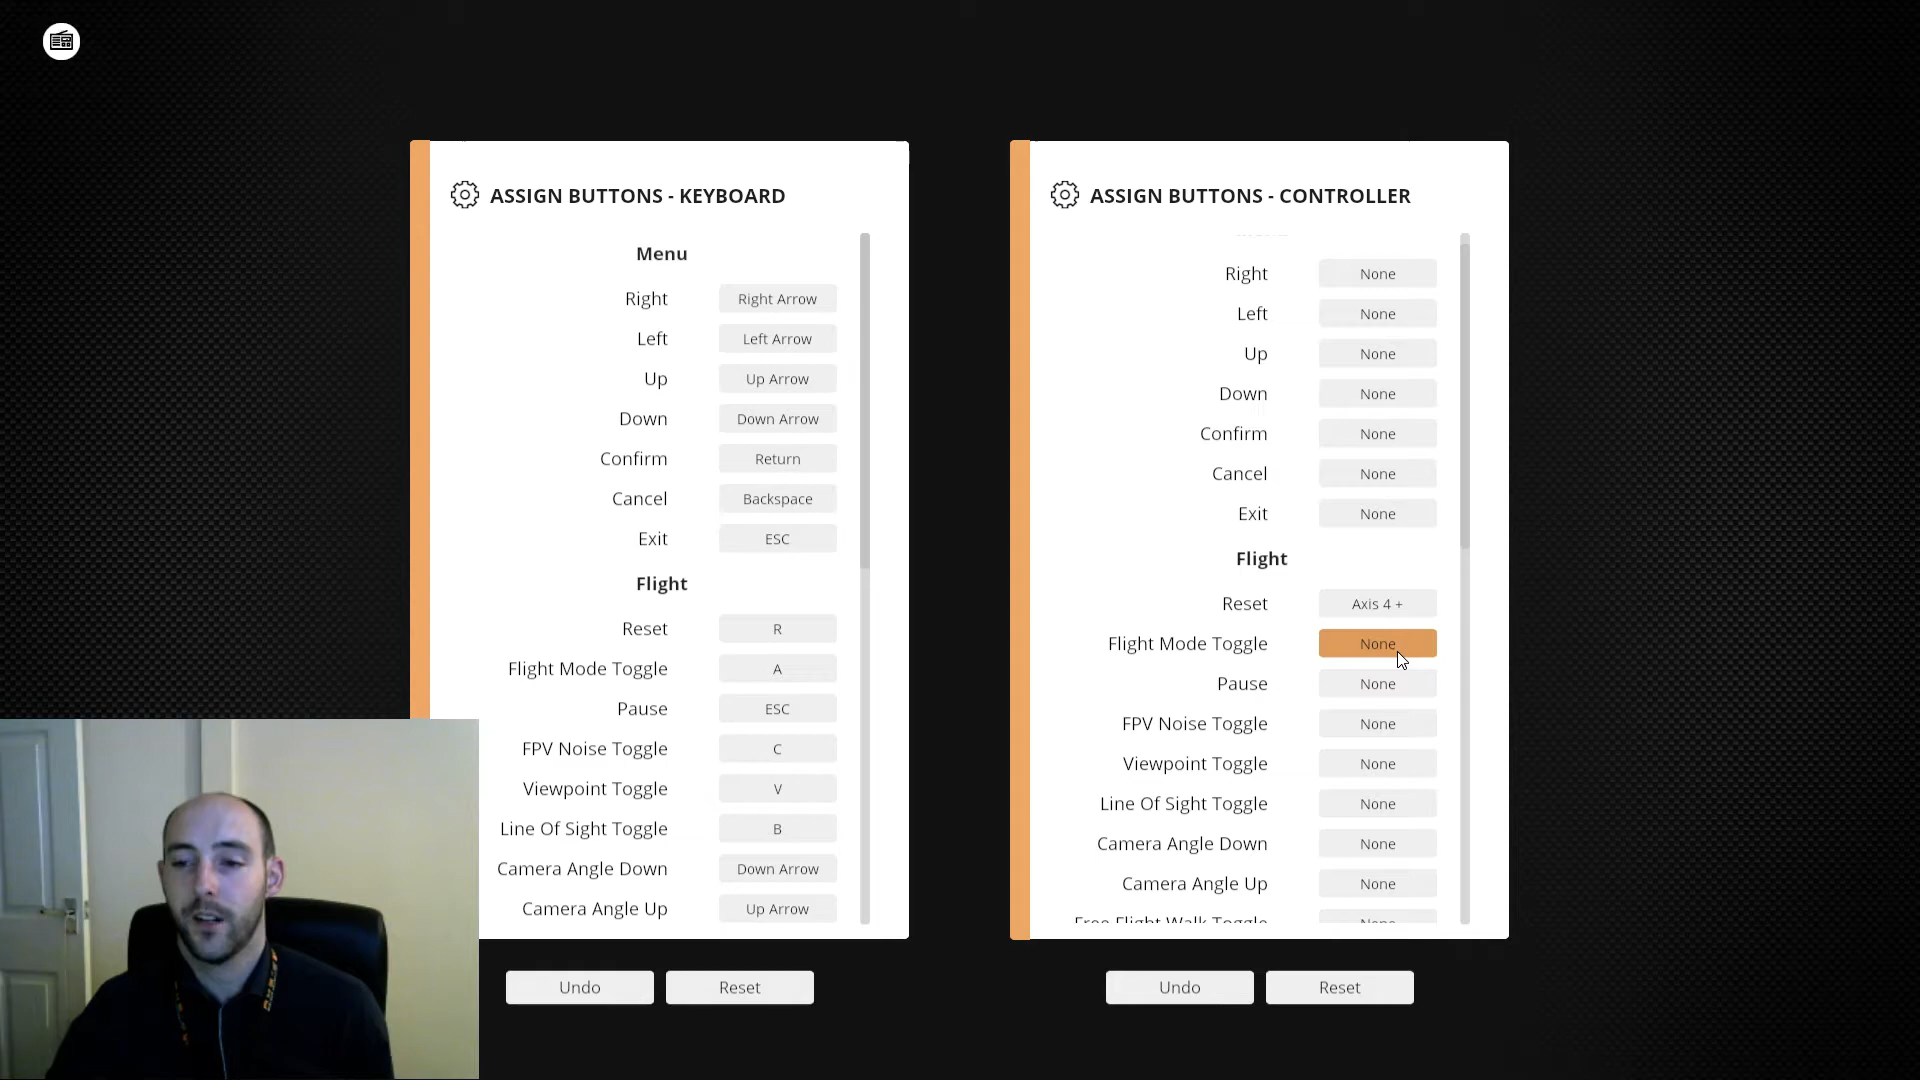 ASSIGN BUTTONS - KEYBOARD
Menu
Right Right Arrow
Left Left Arrow
Up Up Arrow
Down Down Arrow
Confirm Return
Cancel Backspace
Exit ESC
Flight
Reset R
Flight Mode Toggle A
Pause ESC
FPV Noise Toggle C
Viewpoint Toggle V
Line Of Sight Toggle B
Camera Angle Down Down Arrow
Camera Angle Up Up Arrow
Undo Reset
ASSIGN BUTTONS - CONTROLLER
Right None
Left None
Up None
Down None
Confirm None
Cancel None
Exit None
Flight
Reset Axis 4 +
Flight Mode Toggle None
Pause None
FPV Noise Toggle None
Viewpoint Toggle None
Line Of Sight Toggle None
Camera Angle Down None
Camera Angle Up None
Free Flight Walk Toggle None
Undo Reset